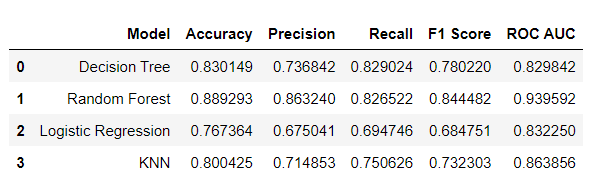 Model Accuracy Precision Recall F1 Score ROC AUC
0 Decision Tree 0.830149 0.736842 0.829024 0.780220 0.829842
1 Random Forest 0.889293 0.863240 0.826522 0.844482 0.939592
2 Logistic Regression 0.767364 0.675041 0.694746 0.684751 0.832250
3 KNN 0.800425 0.714853 0.750626 0.732303 0.863856